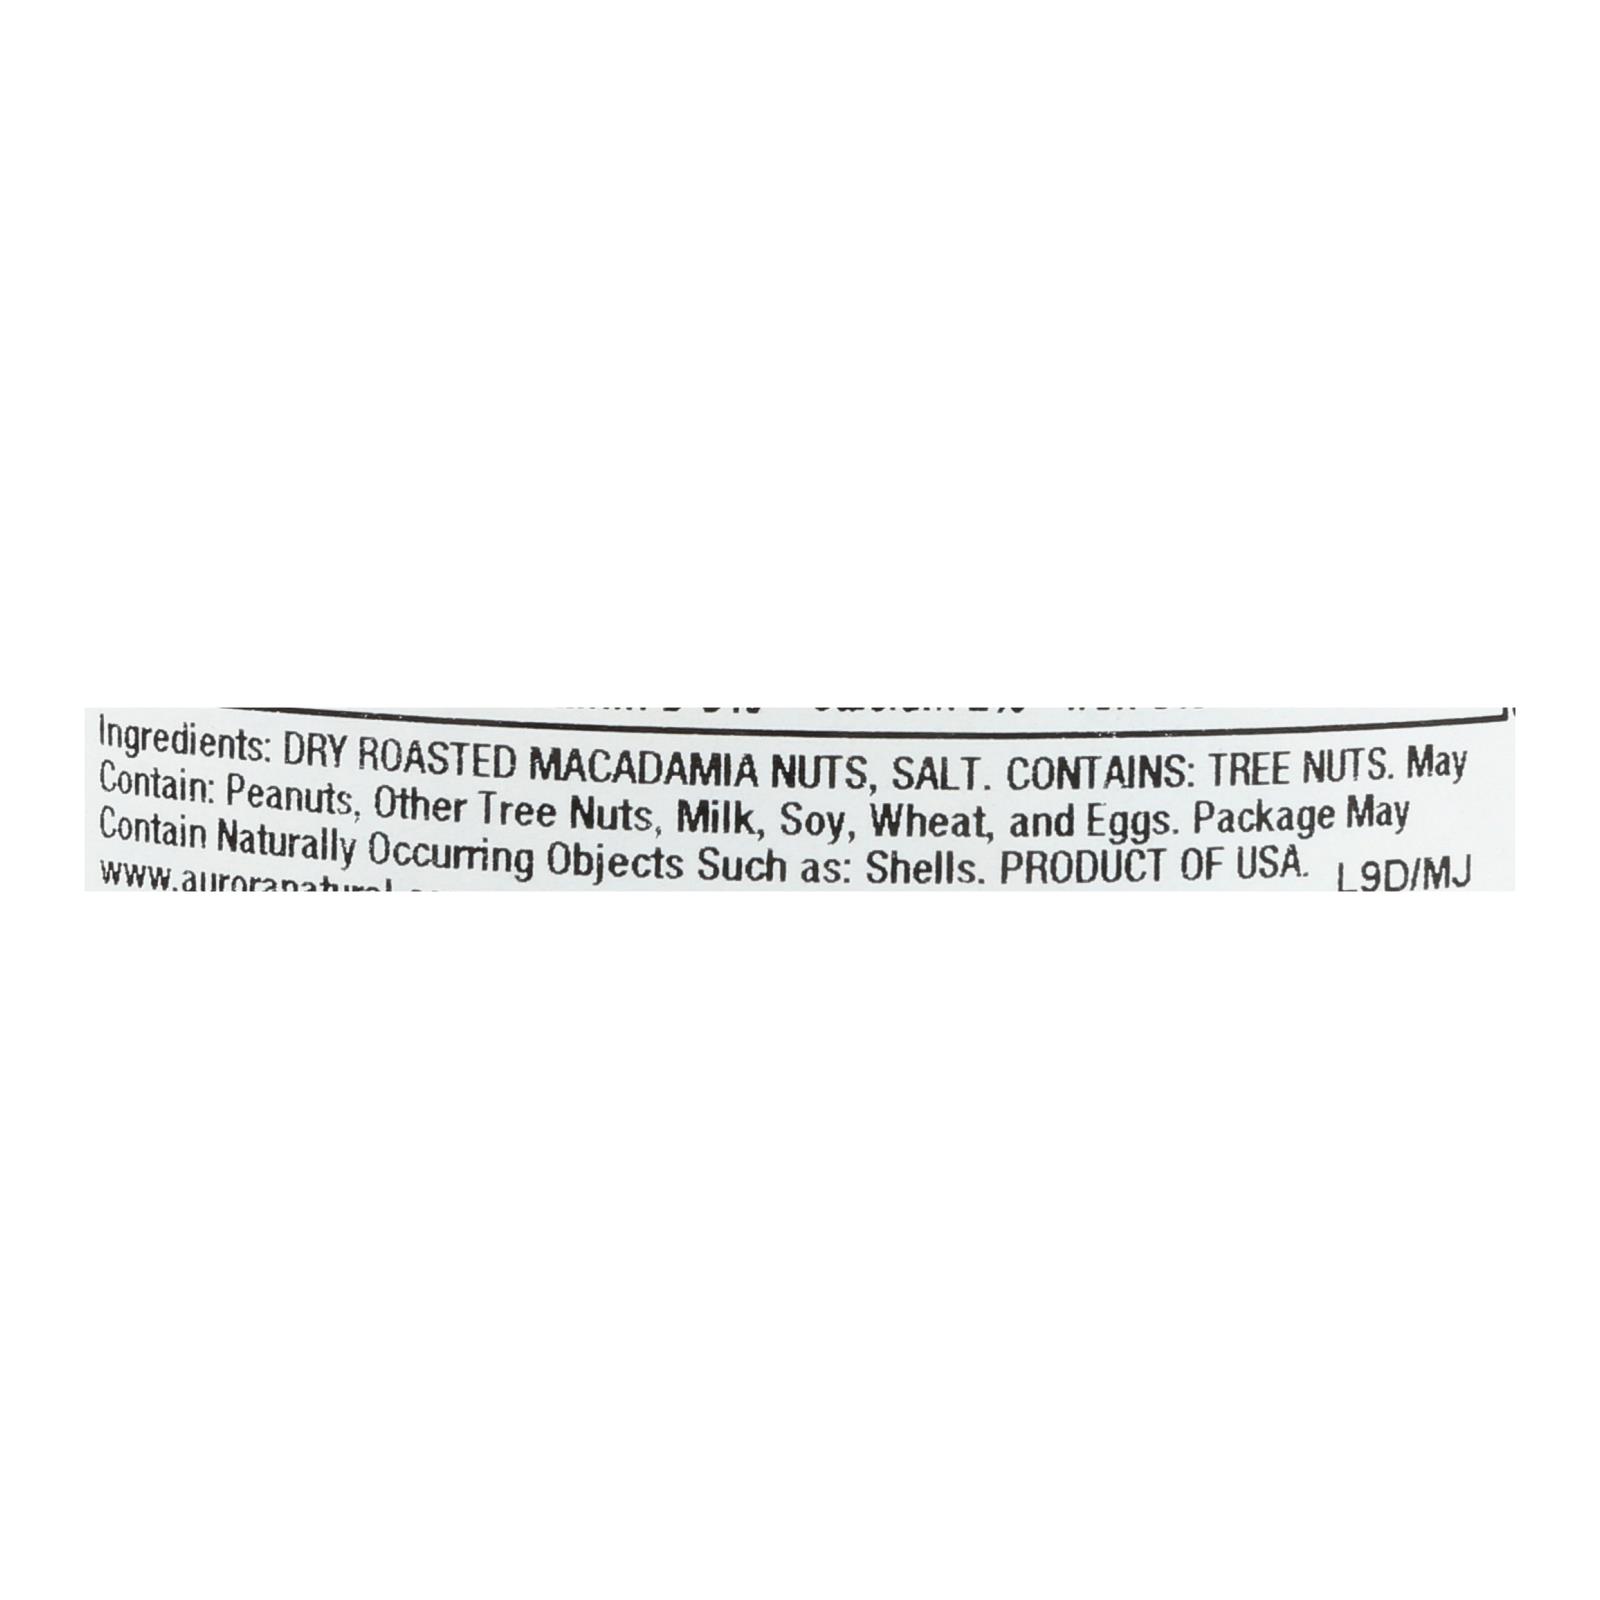 Ingredients: DRY ROASTED MACADAMIA NUTS, SALT. CONTAINS: TREE NUTS. May
Contain: Peanuts, Other Tree Nuts, Milk, Soy, Wheat, and Eggs. Package May
Contain Naturally Occurring Objects Such as: Shells. PRODUCT OF USA. L9D/MJ